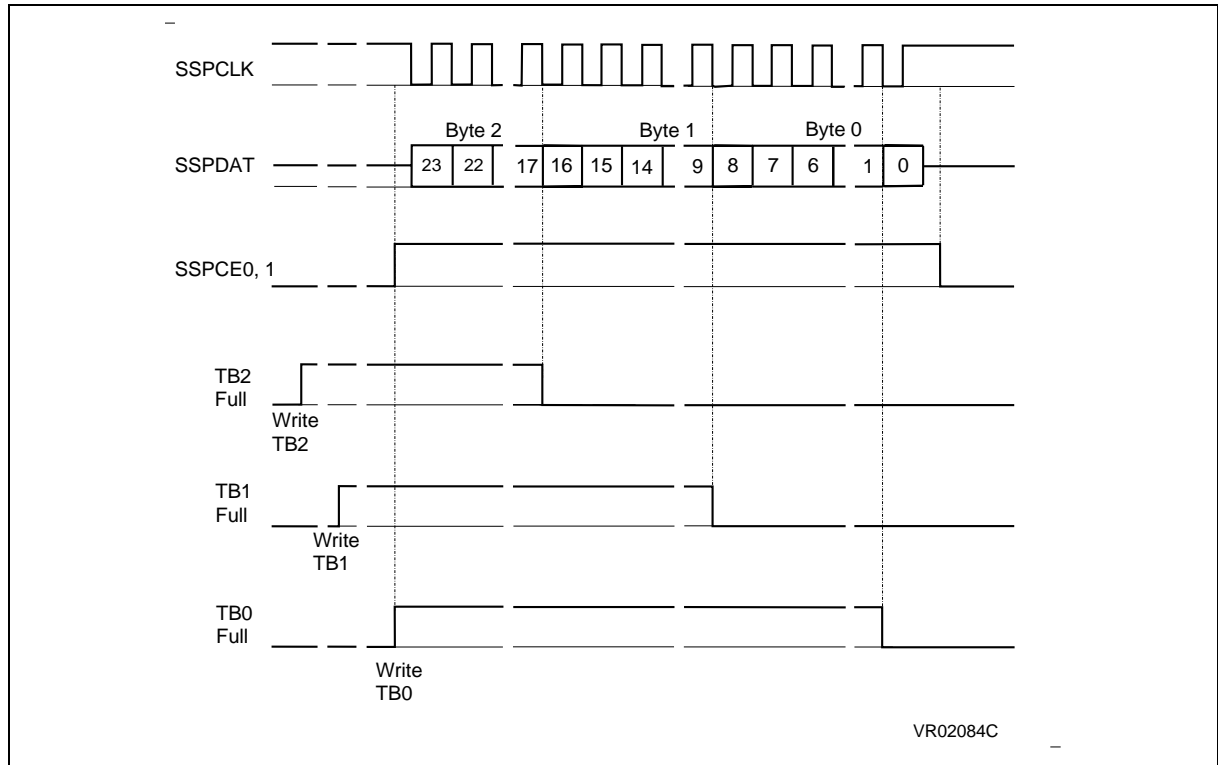 SSPCLK
Byte 2 Byte 1 Byte 0
SSPDAT 23 22 17 16 15 14 9 8 7 6 1 0
SSPCE0, 1
TB2
Full
Write
TB2
TB1
Full
Write
TB1
TB0
Full
Write
TB0
VR02084C